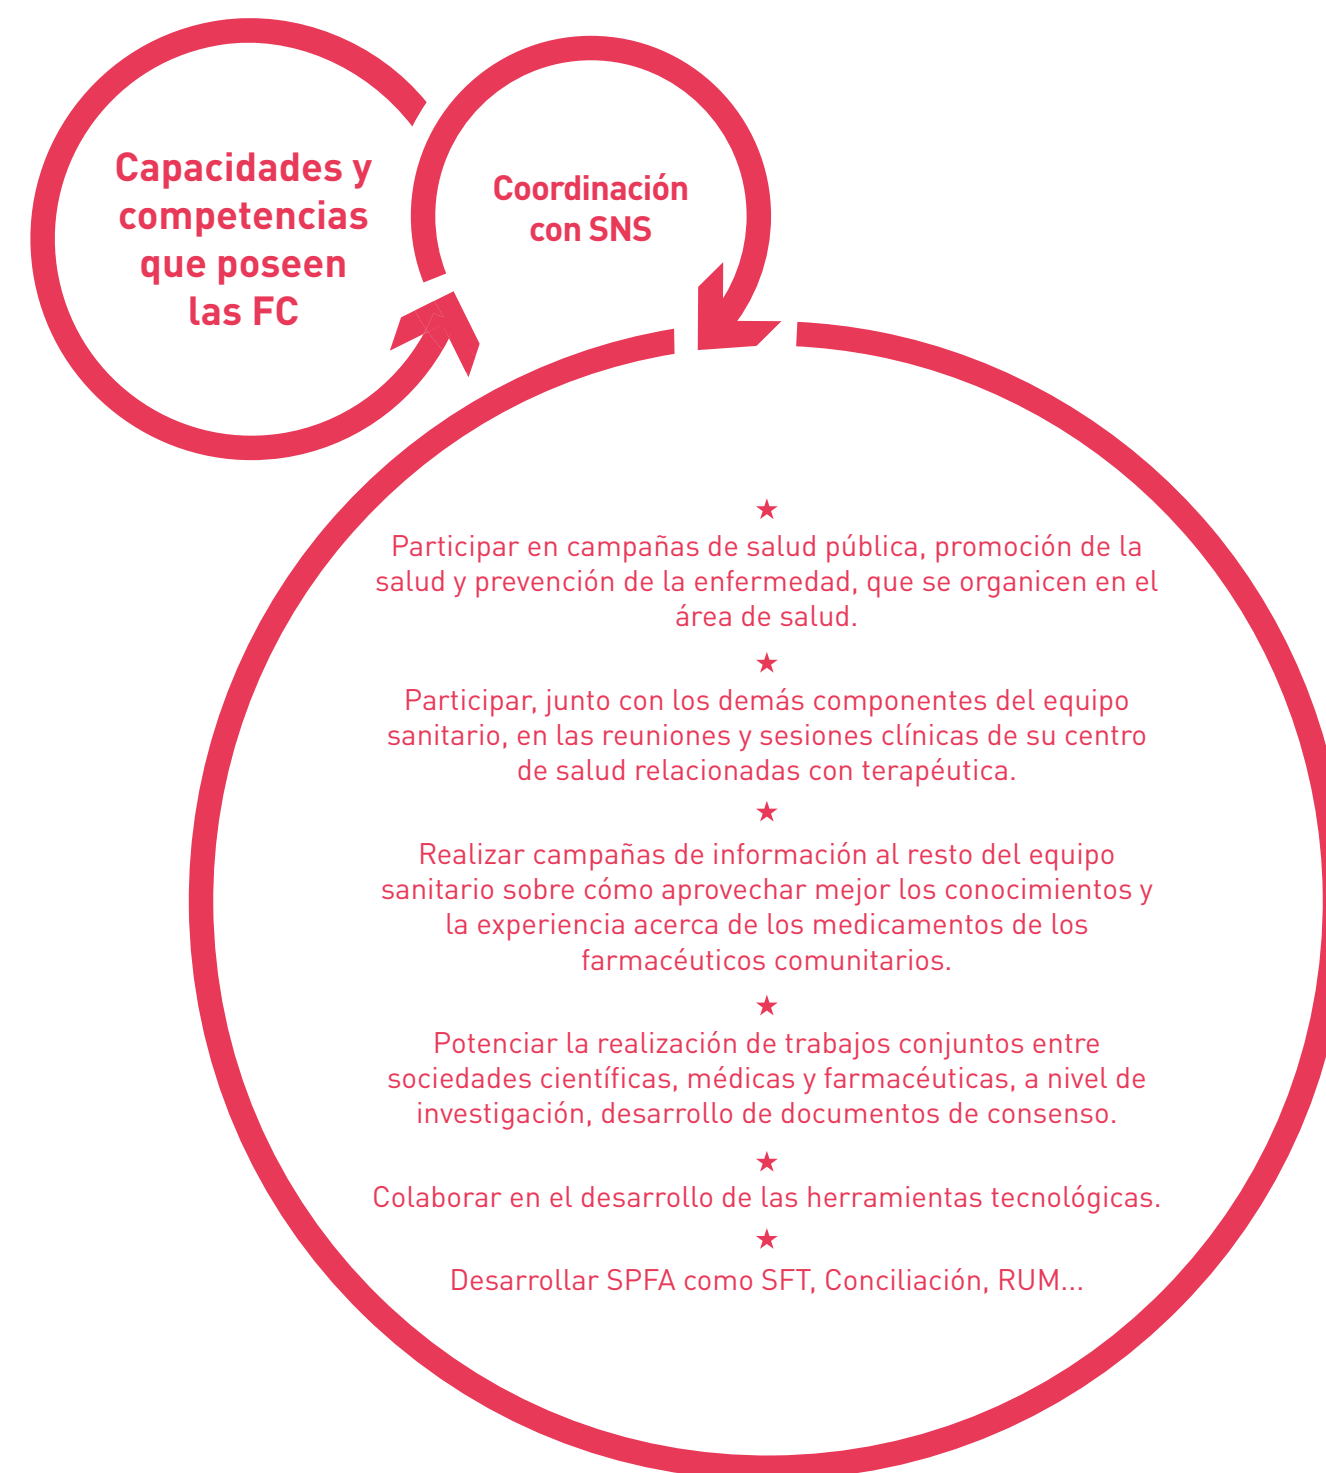 Capacidades y
competencias
que poseen
las FC
Coordinación
con SNS
★
Participar en campañas de salud pública, promoción de la
salud y prevención de la enfermedad, que se organicen en el
área de salud.
★
Participar, junto con los demás componentes del equipo
sanitario, en las reuniones y sesiones clínicas de su centro
de salud relacionadas con terapéutica.
★
Realizar campañas de información al resto del equipo
sanitario sobre cómo aprovechar mejor los conocimientos y
la experiencia acerca de los medicamentos de los
farmacéuticos comunitarios.
★
Potenciar la realización de trabajos conjuntos entre
sociedades científicas, médicas y farmacéuticas, a nivel de
investigación, desarrollo de documentos de consenso.
★
Colaborar en el desarrollo de las herramientas tecnológicas.
★
Desarrollar SPFA como SFT, Conciliación, RUM...